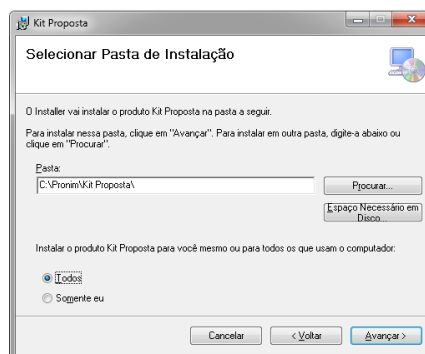 Kit Proposta
Selecionar Pasta de Instalação
O Installer vai instalar o produto Kit Proposta na pasta a seguir.
Para instalar nessa pasta, clique em "Avançar". Para instalar em outra pasta, digite-a abaixo ou
clique em "Procurar".
Pasta:
C:\Pronim\Kit Proposta\
Procurar...
Espaço Necessário em
Disco...
Instalar o produto Kit Proposta para você mesmo ou para todos os que usam o computador:
Todos
Somente eu
Cancelar
< Voltar
Avançar >